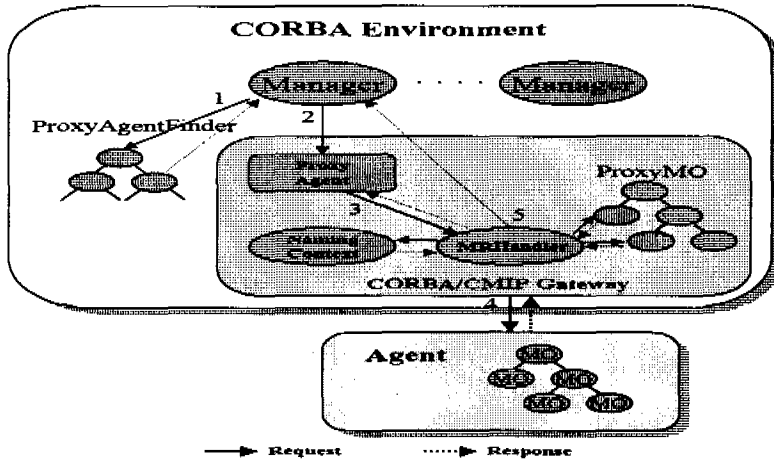 CORBA Environment
Manager
. . . .
Manager
1
2
ProxyAgentFinder
Proxy
Agent
ProxyMO
3
5
Naming
Context
MRHandler
CORBA/CMIP Gateway
4
Agent
MO
MO
MO
MO
MO
Request
Response